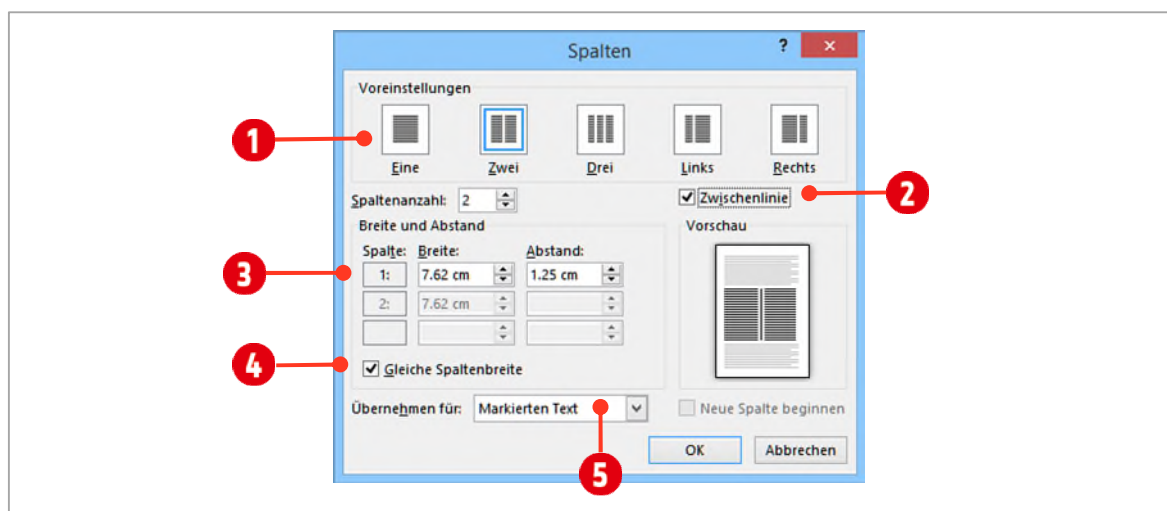 Spalten ?
Voreinstellungen
1
Eine Zwei Drei Links Rechts
Spaltenanzahl: 2
Zwischenlinie 2
Breite und Abstand
Vorschau
Spalte: Breite: Abstand:
3 1: 7.62 cm 1.25 cm
2: 7.62 cm
4 Gleiche Spaltenbreite
Übernehmen für: Markierten Text
Neue Spalte beginnen
5
OK Abbrechen